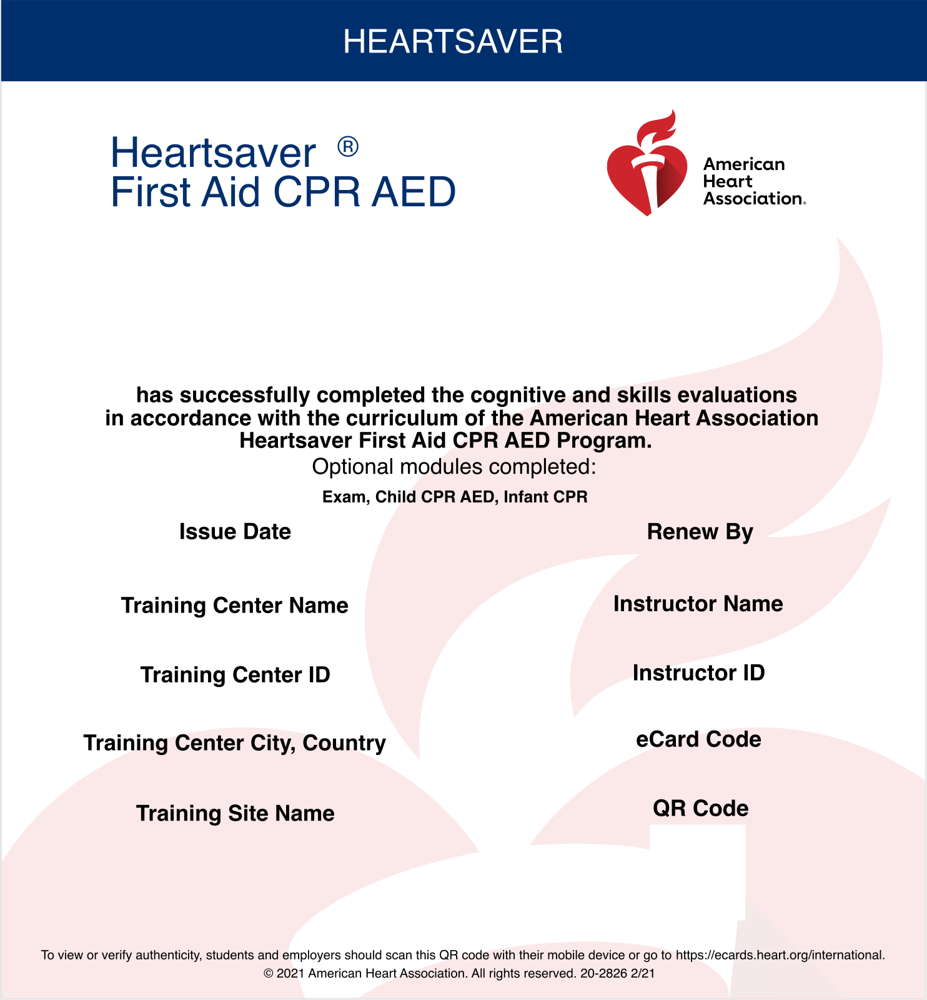 HEARTSAVER
Heartsaver ®
First Aid CPR AED
American
Heart
Association®
has successfully completed the cognitive and skills evaluations
in accordance with the curriculum of the American Heart Association
Heartsaver First Aid CPR AED Program.
Optional modules completed:
Exam, Child CPR AED, Infant CPR
Issue Date
Renew By
Training Center Name
Instructor Name
Training Center ID
Instructor ID
Training Center City, Country
eCard Code
Training Site Name
QR Code
To view or verify authenticity, students and employers should scan this QR code with their mobile device or go to https://ecards.heart.org/international.
© 2021 American Heart Association. All rights reserved. 20-2826 2/21